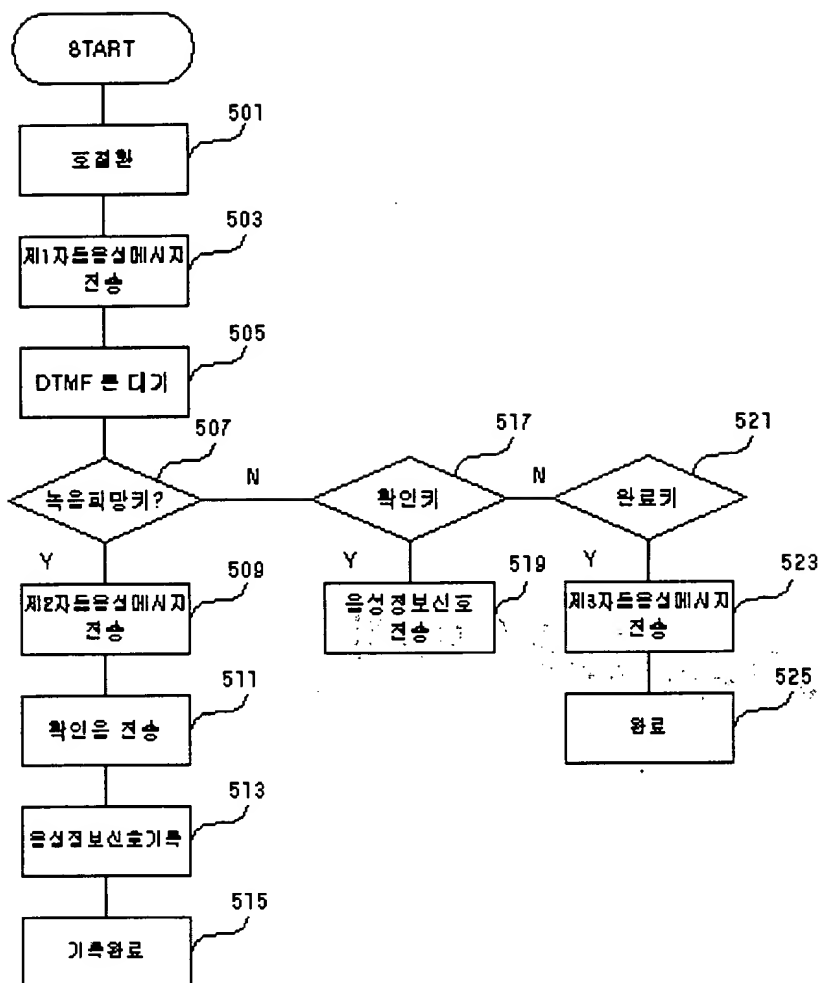 START
501
호결환
503
제1자동음성메시지
전송
505
DTMF 톤 대기
507
녹음희망키?
N
517
확인키
N
521
완료키
Y
509
제2자동음성메시지
전송
Y
519
음성정보신호
전송
Y
523
제3자동음성메시지
전송
511
확인음 전송
525
완료
513
음성정보신호기록
515
기록완료